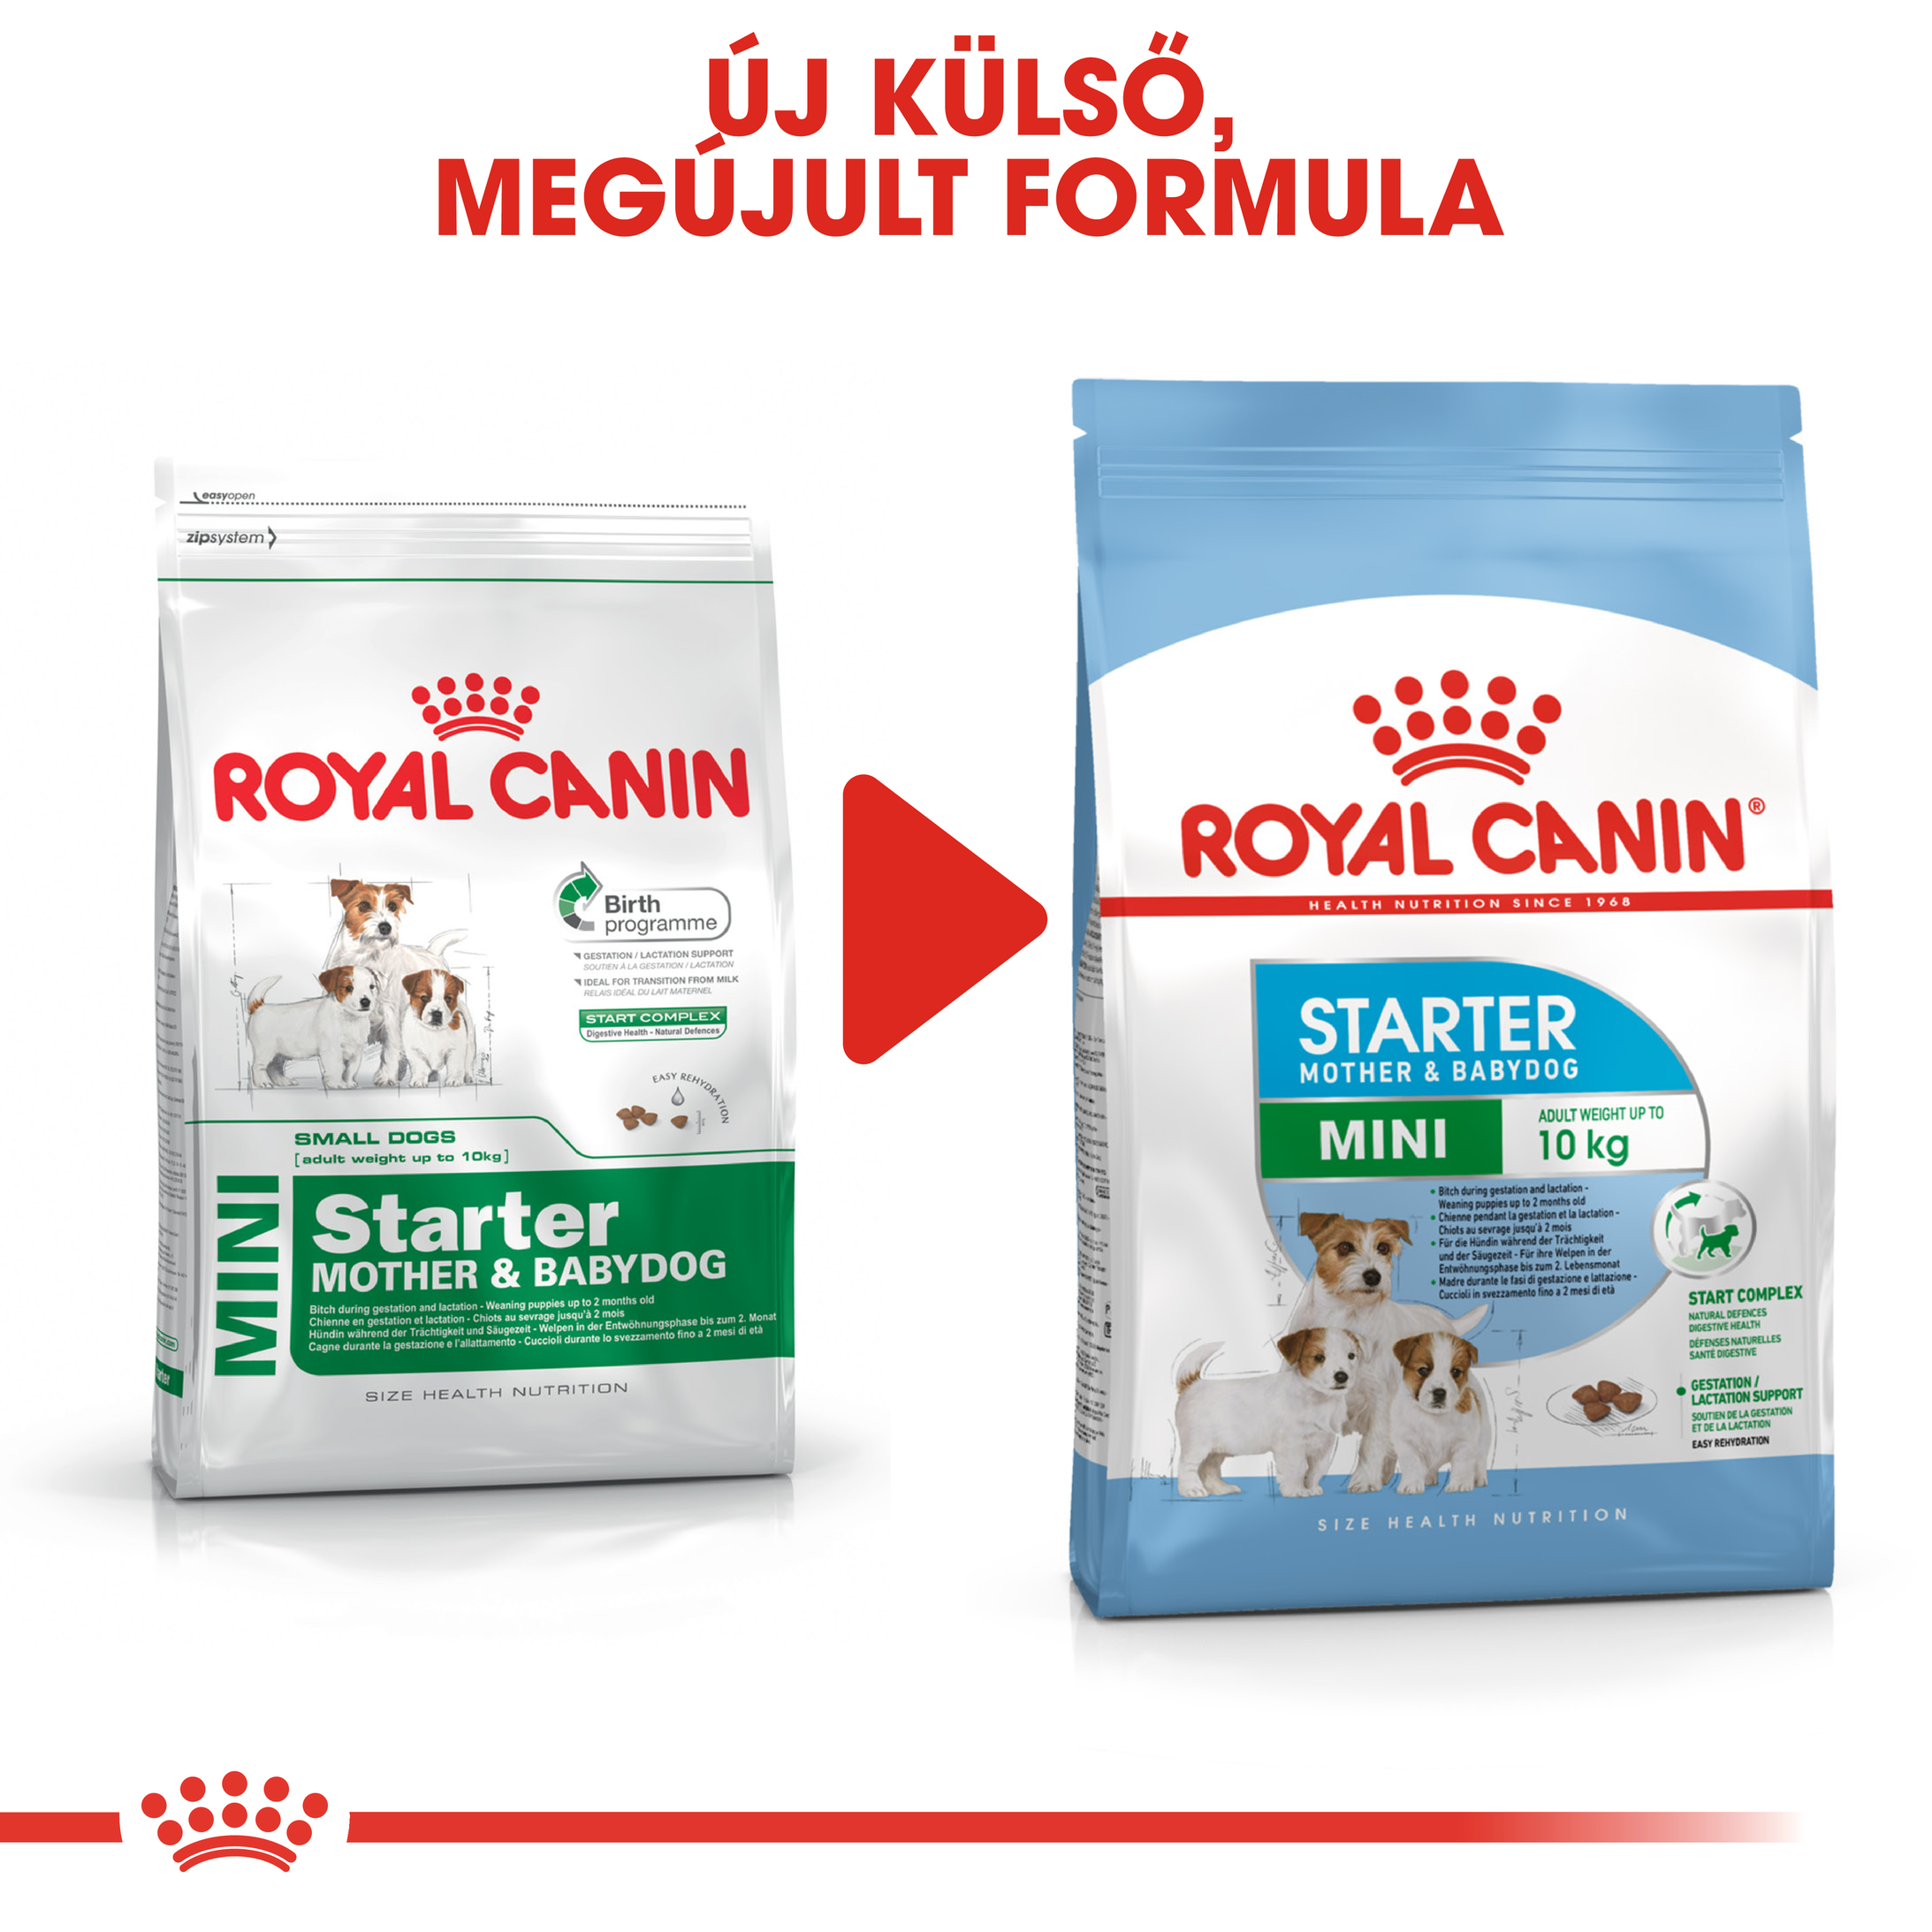 ÚJ KÜLSŐ,
MEGÚJULT FORMULA
easyopen
zipsystem
ROYAL CANIN
Birth
programme
GESTATION / LACTATION SUPPORT
SOUTIEN À LA GESTATION / LACTATION
IDEAL FOR TRANSITION FROM MILK
RELAIS IDÉAL DU LAIT MATERNEL
START COMPLEX
Digestive Health - Natural Defences
EASY REHYDRATION
SMALL DOGS
[adult weight up to 10kg]
MINI
Starter
MOTHER & BABYDOG
Bitch during gestation and lactation - Weaning puppies up to 2 months old
Chienne en gestation et lactation - Chiots au sevrage jusqu'à 2 mois
Hündin während der Trächtigkeit und Säugezeit - Welpen in der Entwöhnungsphase bis zum 2. Monat
Cagne durante la gestazione e l'allattamento - Cuccioli durante lo svezzamento fino a 2 mesi di età
SIZE HEALTH NUTRITION
ROYAL CANIN®
HEALTH NUTRITION SINCE 1968
STARTER
MOTHER & BABYDOG
MINI
ADULT WEIGHT UP TO
10 kg
• Bitch during gestation and lactation -
Weaning puppies up to 2 months old
• Chienne pendant la gestation et la lactation -
Chiots au sevrage jusqu'à 2 mois
• Für die Hündin während der Trächtigkeit
und der Säugezeit - Für ihre Welpen in der
Entwöhnungsphase bis zum 2. Lebensmonat
• Madre durante le fasi di gestazione e lattazione -
Cuccioli in svezzamento fino a 2 mesi di età
START COMPLEX
NATURAL DEFENCES
DIGESTIVE HEALTH
DÉFENSES NATURELLES
SANTÉ DIGESTIVE
• GESTATION /
LACTATION SUPPORT
SOUTIEN DE LA GESTATION
ET DE LA LACTATION
EASY REHYDRATION
SIZE HEALTH NUTRITION